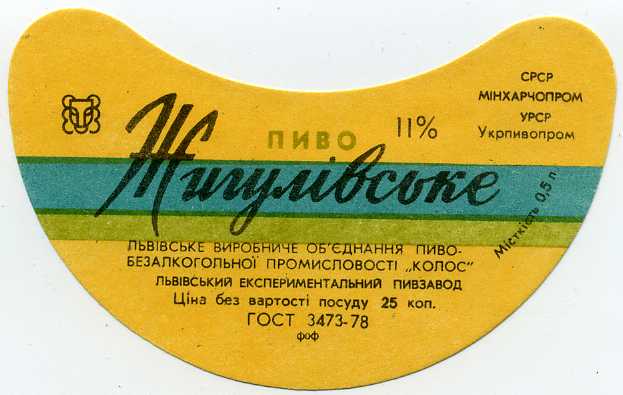 СРСР
МІНХАРЧОПРОМ
УРСР
Укрпивопром
ПИВО 11%
Жигулівське
Місткість 0,5 л
ЛЬВІВСЬКЕ ВИРОБНИЧЕ ОБ'ЄДНАННЯ ПИВО-
БЕЗАЛКОГОЛЬНОЇ ПРОМИСЛОВОСТІ „КОЛОС"
ЛЬВІВСЬКИЙ ЕКСПЕРИМЕНТАЛЬНИЙ ПИВЗАВОД
Ціна без вартості посуду 25 коп.
ГОСТ 3473-78
фоф